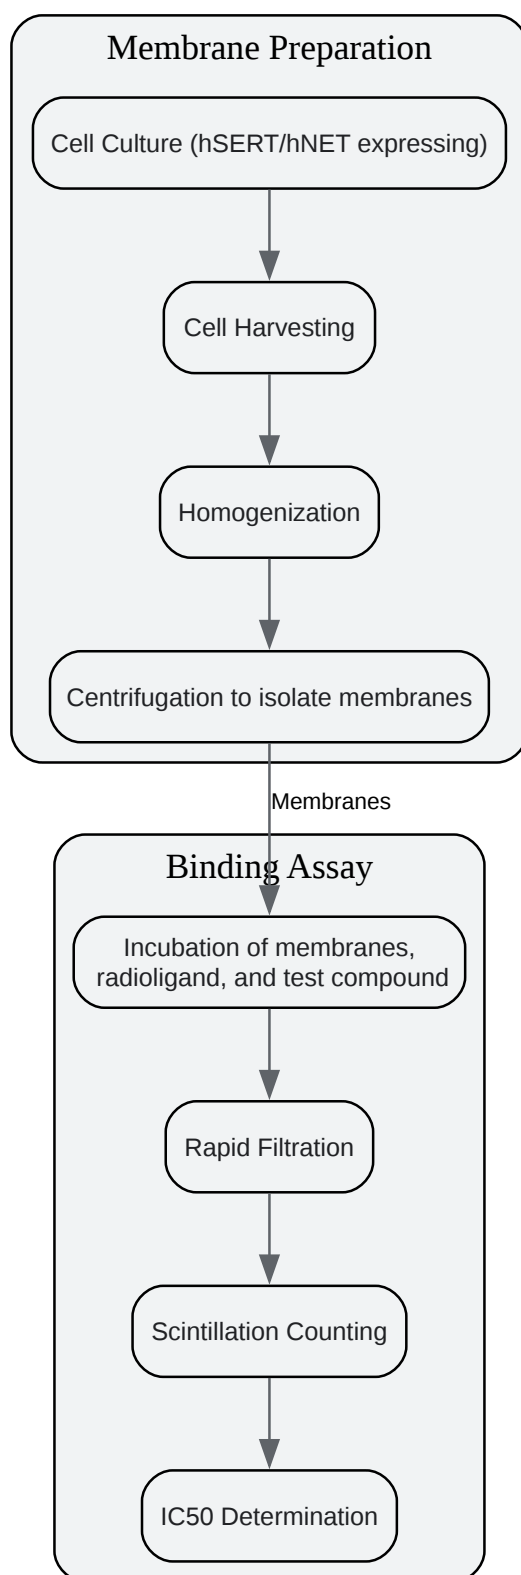 Membrane Preparation
Cell Culture (hSERT/hNET expressing)
Cell Harvesting
Homogenization
Centrifugation to isolate membranes
Membranes
Binding Assay
Incubation of membranes,
radioligand, and test compound
Rapid Filtration
Scintillation Counting
IC50 Determination